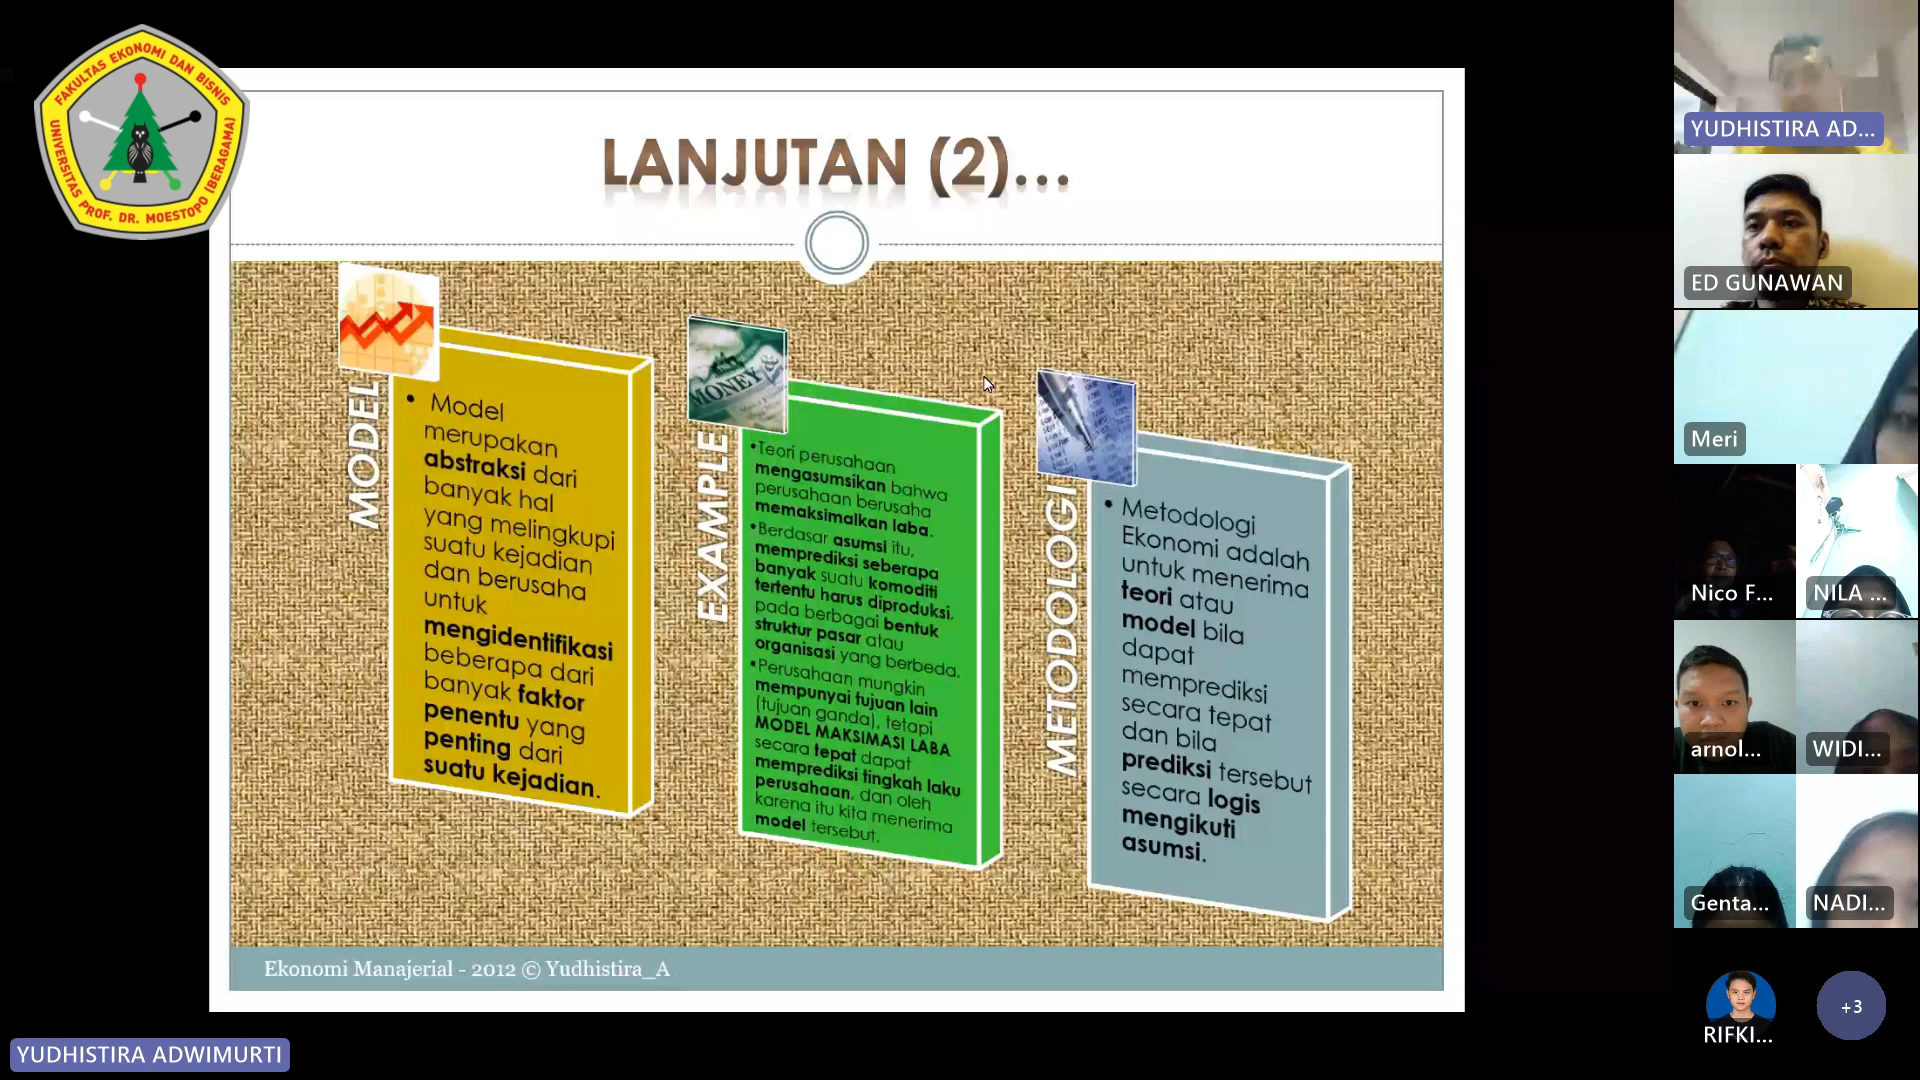 FAKULTAS EKONOMI DAN BISNIS
UNIVERSITAS PROF. DR. MOESTOPO (BERAGAMA)
LANJUTAN (2)...
MODEL
• Model
merupakan
abstraksi dari
banyak hal
yang melingkupi
suatu kejadian
dan berusaha
untuk
mengidentifikasi
beberapa dari
banyak faktor
penentu yang
penting dari
suatu kejadian.
MONEY
EXAMPLE
•Teori perusahaan
mengasumsikan bahwa
perusahaan berusaha
memaksimalkan laba.
•Berdasar asumsi itu,
memprediksi seberapa
banyak suatu komoditi
tertentu harus diproduksi.
pada berbagai bentuk
struktur pasar atau
organisasi yang berbeda.
•Perusahaan mungkin
mempunyai tujuan lain
(tujuan ganda), tetapi
MODEL MAKSIMASI LABA
secara tepat dapat
memprediksi tingkah laku
perusahaan, dan oleh
karena itu kita menerima
model tersebut.
METODOLOGI
• Metodologi
Ekonomi adalah
untuk menerima
teori atau
model bila
dapat
memprediksi
secara tepat
dan bila
prediksi tersebut
secara logis
mengikuti
asumsi.
Ekonomi Manajerial - 2012 © Yudhistira_A
YUDHISTIRA ADWIMURTI
YUDHISTIRA AD...
ED GUNAWAN
Meri
Nico F...
NILA ...
arnol...
WIDI...
Genta...
NADI...
RIFKI...
+3